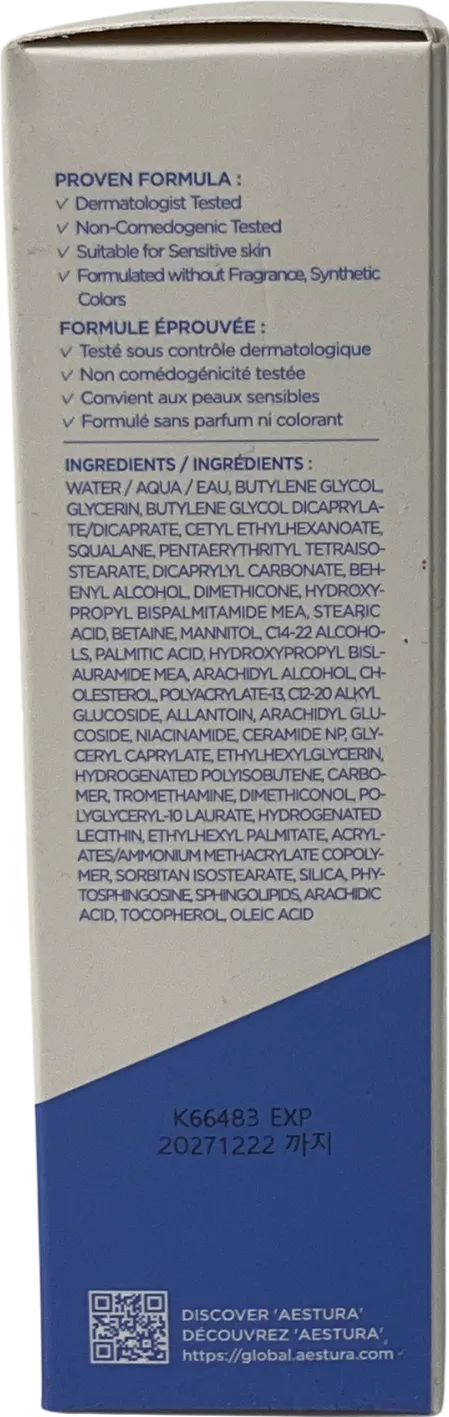 PROVEN FORMULA :
✓ Dermatologist Tested
✓ Non-Comedogenic Tested
✓ Suitable for Sensitive skin
✓ Formulated without Fragrance, Synthetic
Colors
FORMULE ÉPROUVÉE :
✓ Testé sous contrôle dermatologique
✓ Non comédogénicité testée
✓ Convient aux peaux sensibles
✓ Formulé sans parfum ni colorant
INGREDIENTS / INGRÉDIENTS :
WATER / AQUA / EAU, BUTYLENE GLYCOL,
GLYCERIN, BUTYLENE GLYCOL DICAPRYLA-
TE/DICAPRATE, CETYL ETHYLHEXANOATE,
SQUALANE, PENTAERYTHRITYL TETRAISO-
STEARATE, DICAPRYLYL CARBONATE, BEH-
ENYL ALCOHOL, DIMETHICONE, HYDROXY-
PROPYL BISPALMITAMIDE MEA, STEARIC
ACID, BETAINE, MANNITOL, C14-22 ALCOHO-
LS, PALMITIC ACID, HYDROXYPROPYL BISL-
AURAMIDE MEA, ARACHIDYL ALCOHOL, CH-
OLESTEROL, POLYACRYLATE-13, C12-20 ALKYL
GLUCOSIDE, ALLANTOIN, ARACHIDYL GLU-
COSIDE, NIACINAMIDE, CERAMIDE NP, GLY-
CERYL CAPRYLATE, ETHYLHEXYLGLYCERIN,
HYDROGENATED POLYISOBUTENE, CARBO-
MER, TROMETHAMINE, DIMETHICONOL, PO-
LYGLYCERYL-10 LAURATE, HYDROGENATED
LECITHIN, ETHYLHEXYL PALMITATE, ACRYL-
ATES/AMMONIUM METHACRYLATE COPOLY-
MER, SORBITAN ISOSTEARATE, SILICA, PHY-
TOSPHINGOSINE, SPHINGOLIPIDS, ARACHIDIC
ACID, TOCOPHEROL, OLEIC ACID
K66483 EXP
20271222 까지
DISCOVER 'AESTURA'
DÉCOUVREZ 'AESTURA'
https://global.aestura.com